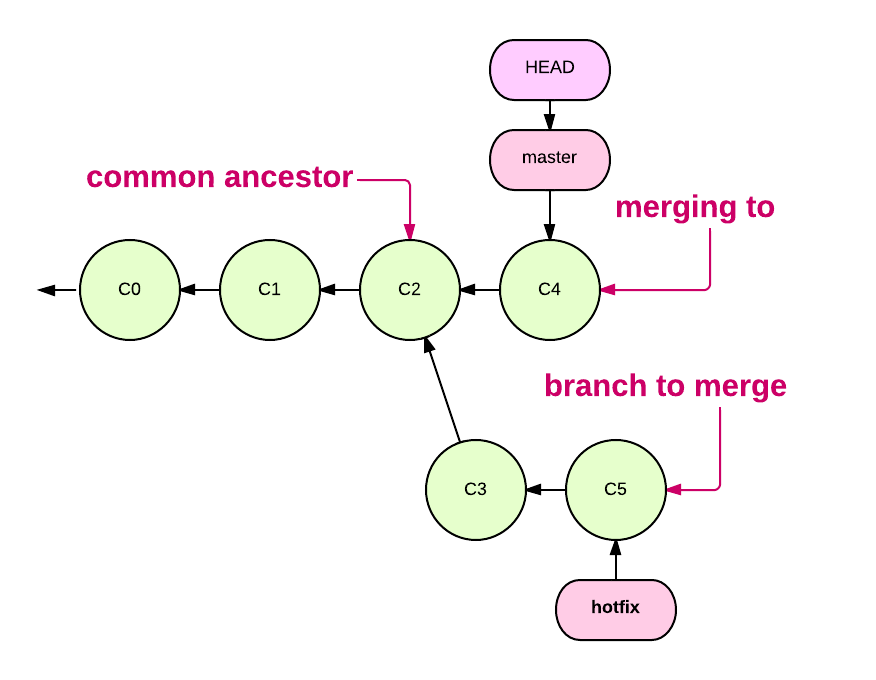 HEAD
master
common ancestor
merging to
C0
C1
C2
C4
branch to merge
C3
C5
hotfix